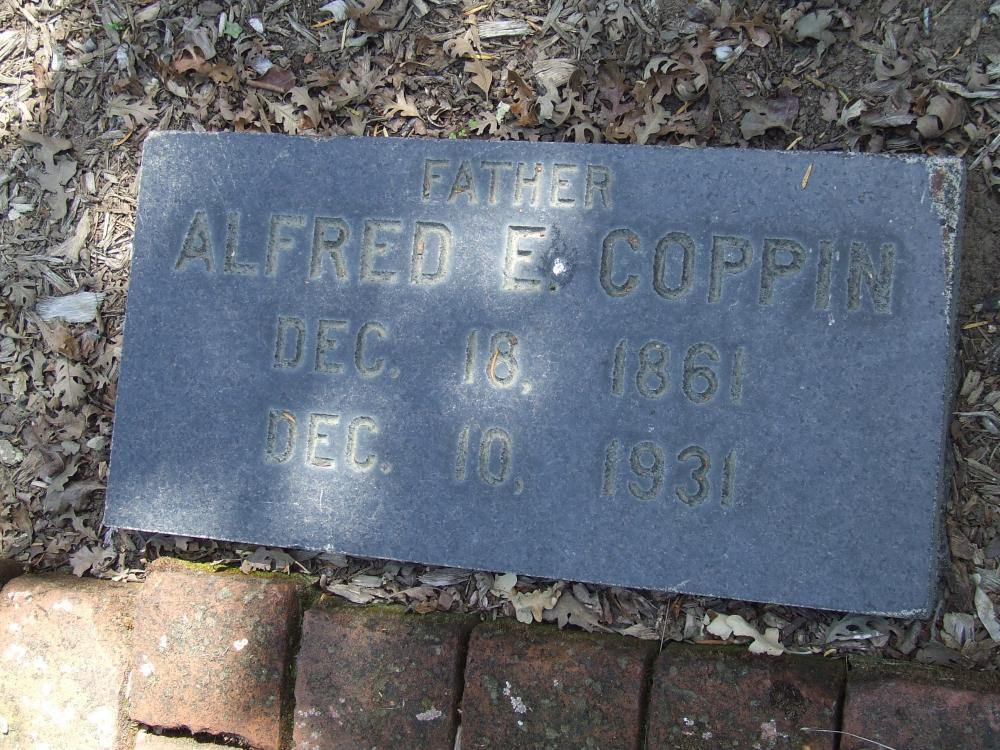 FATHER
ALFRED E. COPPIN
DEC. 18, 1861
DEC. 10, 1931